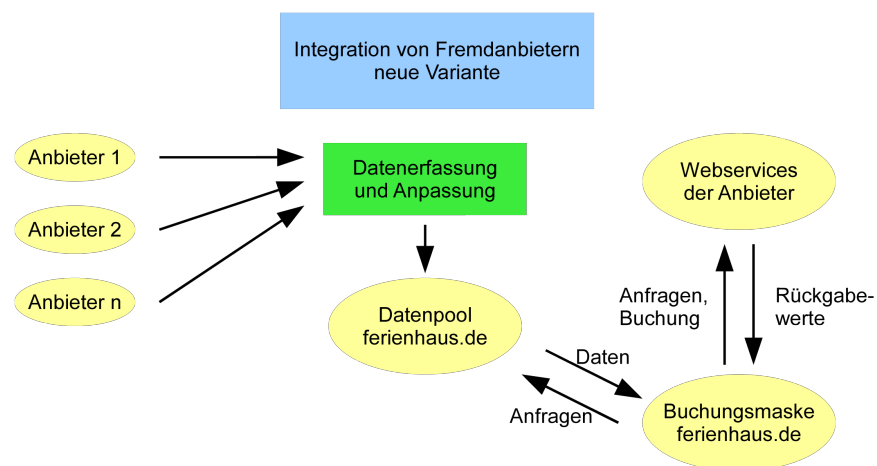 Integration von Fremdanbietern
neue Variante
Anbieter 1
Anbieter 2
Anbieter n
Datenerfassung
und Anpassung
Datenpool
ferienhaus.de
Daten
Anfragen
Webservices
der Anbieter
Anfragen,
Buchung
Rückgabe-
werte
Buchungsmaske
ferienhaus.de